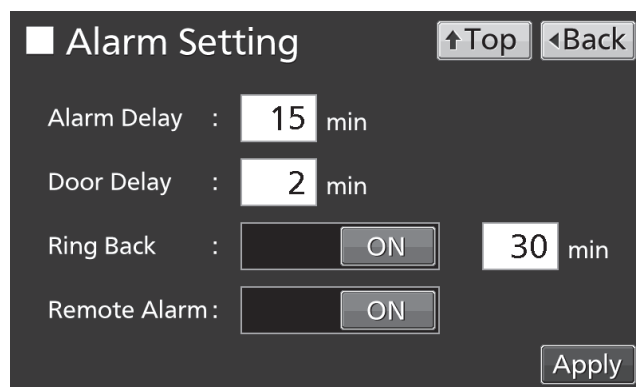 Alarm Setting
Top
Back
Alarm Delay : 15 min
Door Delay : 2 min
Ring Back : ON 30 min
Remote Alarm : ON
Apply